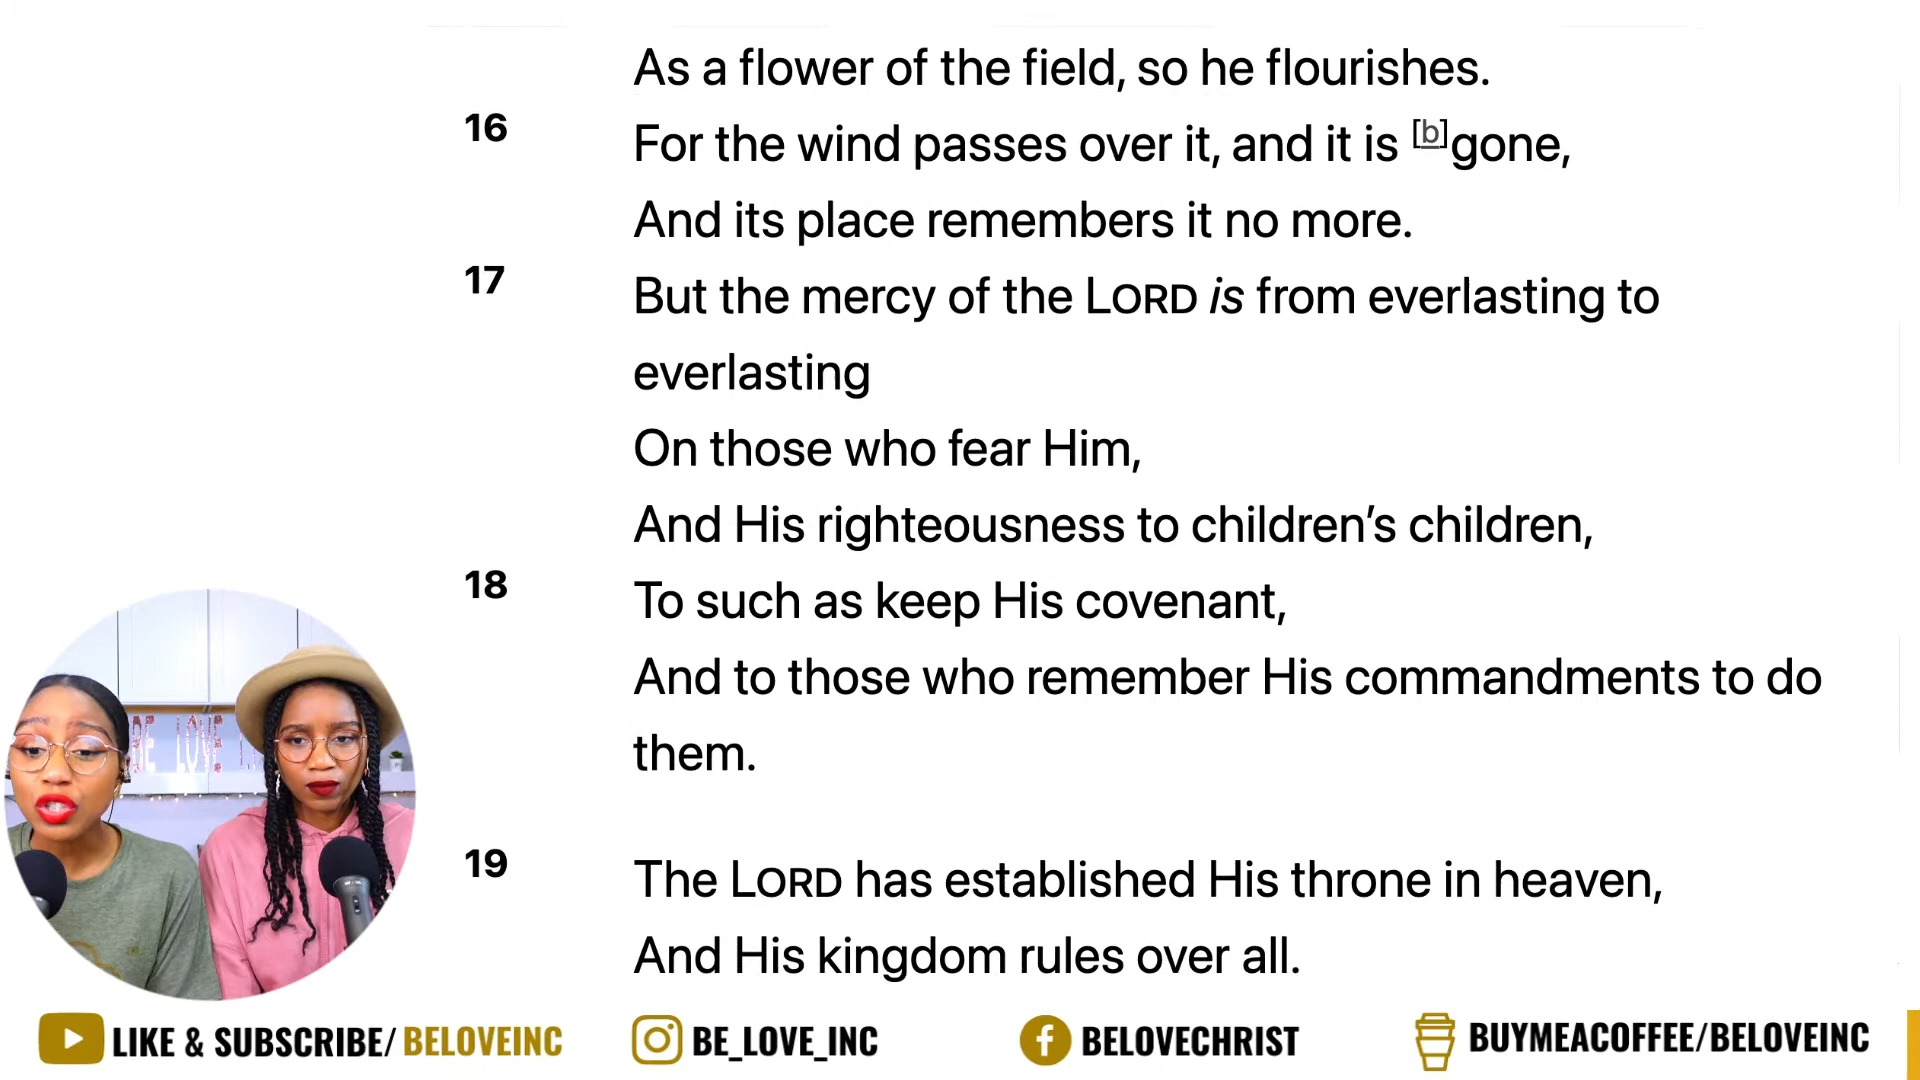 As a flower of the field, so he flourishes.
16 For the wind passes over it, and it is [b]gone,
And its place remembers it no more.
17 But the mercy of the LORD is from everlasting to
everlasting
On those who fear Him,
And His righteousness to children’s children,
18 To such as keep His covenant,
And to those who remember His commandments to do
them.
19 The LORD has established His throne in heaven,
And His kingdom rules over all.
BE LOVE
LIKE & SUBSCRIBE/ BELOVEINC
BE_LOVE_INC
BELOVECHRIST
BUYMEACOFFEE/BELOVEINC